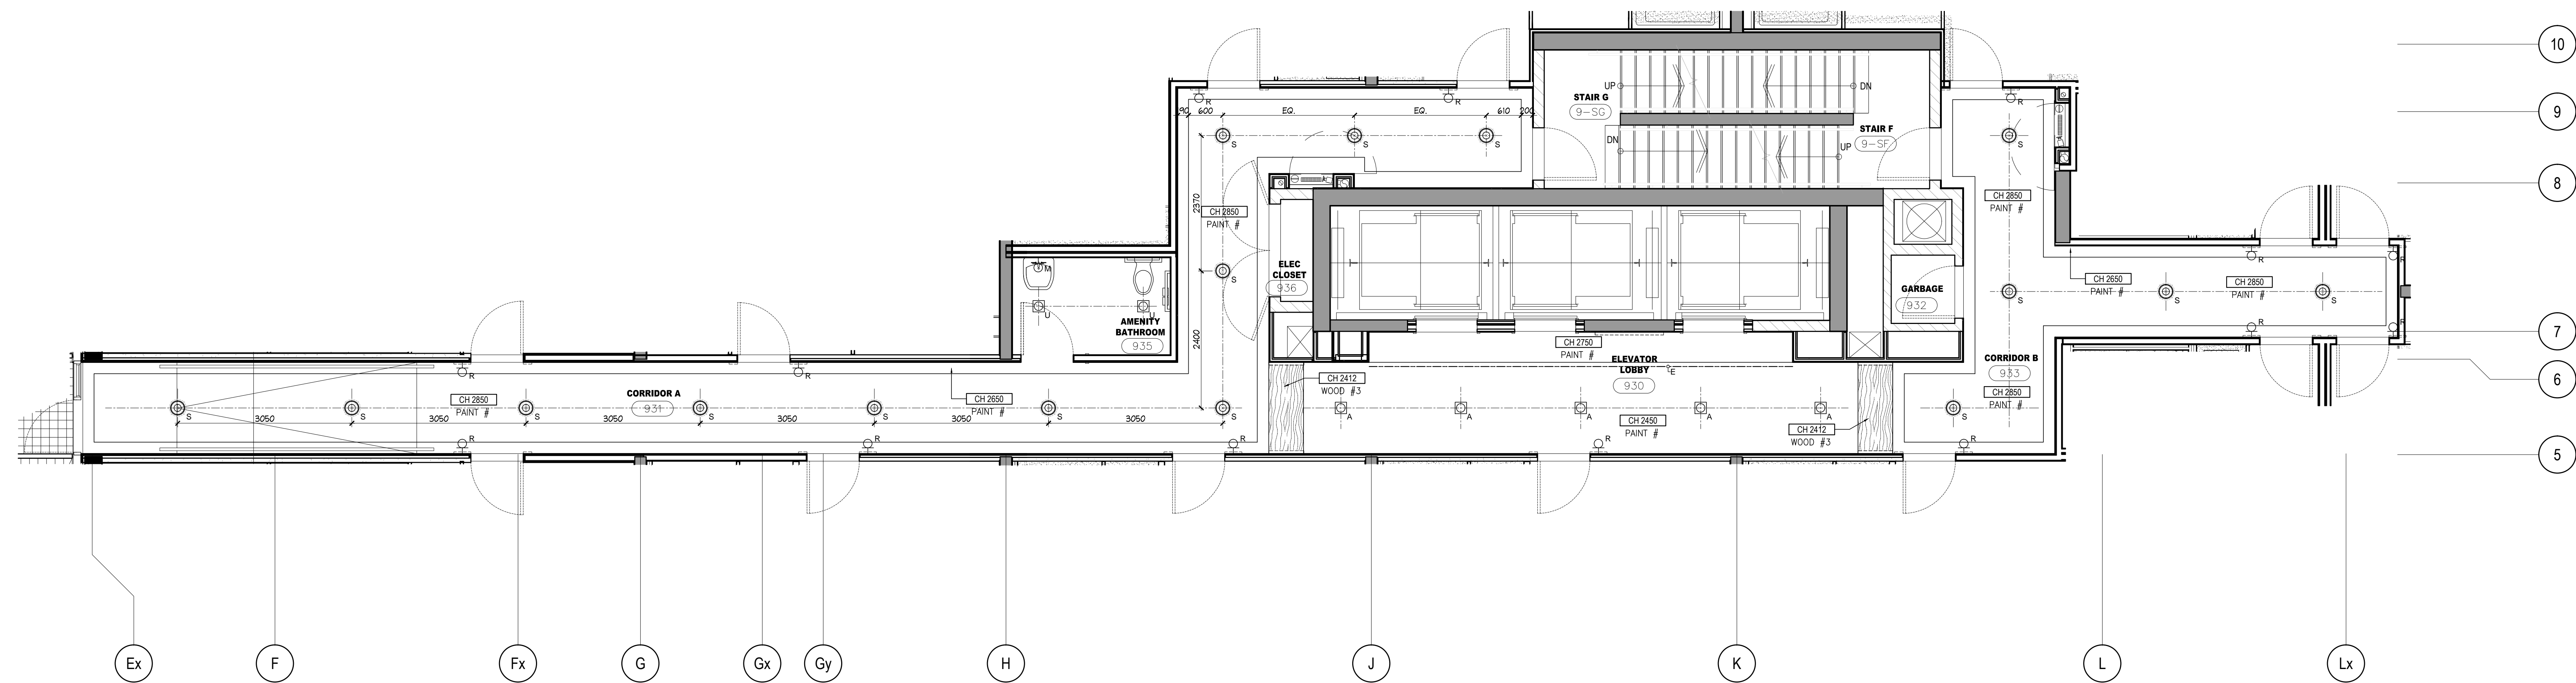 10
R
R
R
UP
DN
STAIR G
9-SG
9
90
600
EQ.
EQ.
610
200
S
S
S
S
STAIR F
9-SF
DN
UP
8
CH 2850
PAINT #
2370
CH 2850
PAINT #
R
R
ELEC
CLOSET
936
M
S
U
U
GARBAGE
932
CH 2650
PAINT #
CH 2850
PAINT #
S
S
S
AMENITY
BATHROOM
935
2400
CH 2750
PAINT #
R
R
7
ELEVATOR
LOBBY
930
E
CORRIDOR B
933
6
R
R
CH 2412
WOOD #3
CORRIDOR A
931
CH 2850
PAINT #
CH 2650
PAINT #
CH 2850
PAINT #
S
S
S
S
S
S
S
A
A
A
A
A
S
3050
3050
3050
3050
3050
3050
CH 2450
PAINT #
CH 2412
WOOD #3
R
R
R
R
R
5
Ex
F
Fx
G
Gx
Gy
H
J
K
L
Lx